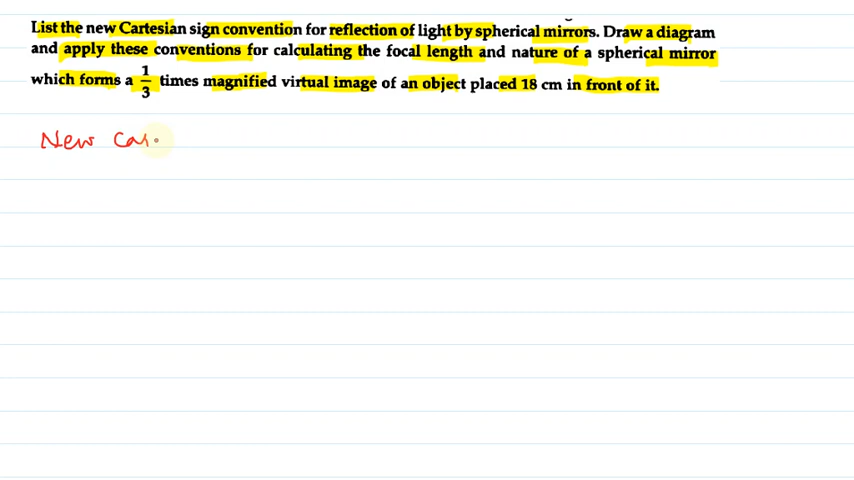 List the new Cartesian sign convention for reflection of light by spherical mirrors. Draw a diagram
and apply these conventions for calculating the focal length and nature of a spherical mirror
which forms a 1/3 times magnified virtual image of an object placed 18 cm in front of it.
New Car